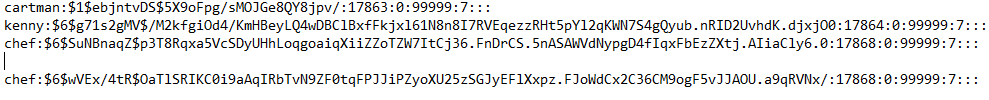 cartman:$1$ebjntvDS$5X9oFpg/sMOJGe8QY8jpv/:17863:0:99999:7:::
kenny:$6$g71s2gMV$/M2kfgiOd4/KmHBeyLQ4wDBClBxfFkjxl61N8n8I7RVEqezzRHt5pYl2qKWN7S4gQyub.nRID2UvhdK.djxjO0:17864:0:99999:7:::
chef:$6$SuNBnaqZ$p3T8Rqxa5VcSDyUHhLoqgoaiqXiiZZoTZW7ItCj36.FnDrCS.5nASAWVdNypgD4fIqxFbEzZXtj.AIiaCly6.0:17868:0:99999:7:::
chef:$6$wVEx/4tR$OaTlSRIKC0i9aAqIRbTvN9ZF0tqFPJJiPZyoXU25zSGJyEFlXxpz.FJoWdCx2C36CM9ogF5vJJAOU.a9qRVNx/:17868:0:99999:7:::